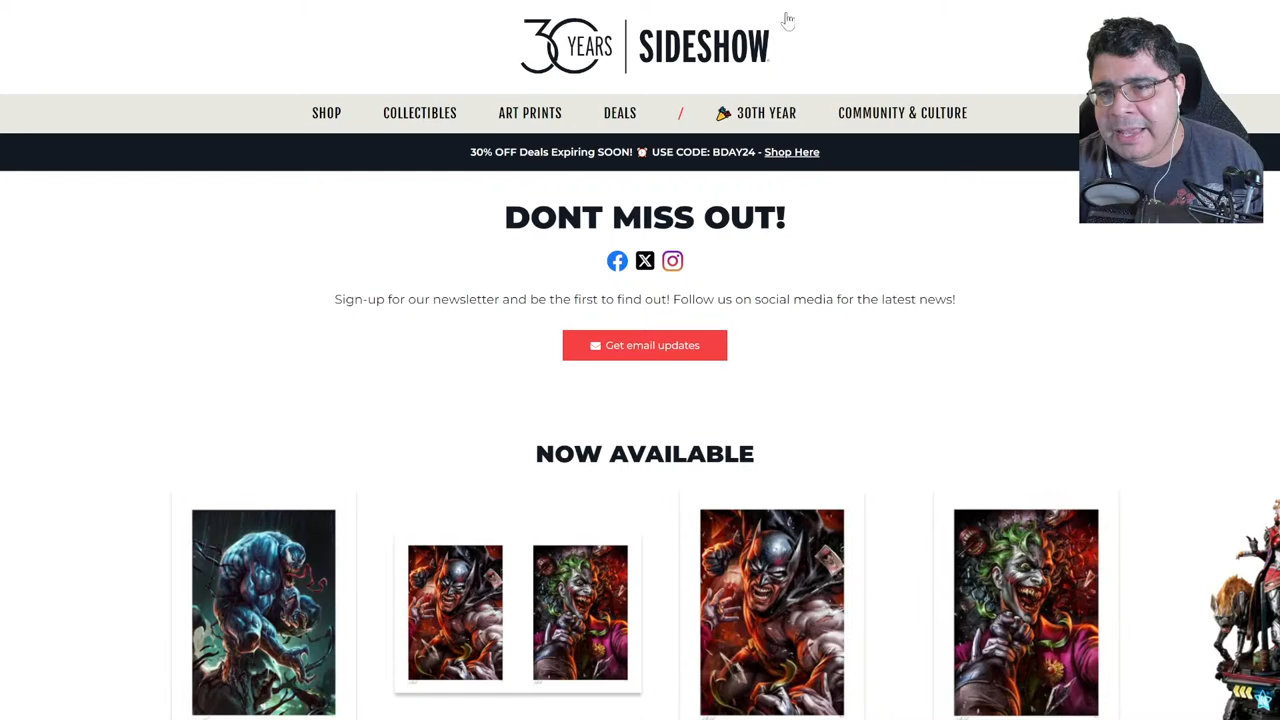 30 YEARS | SIDESHOW
SHOP COLLECTIBLES ART PRINTS DEALS / 30TH YEAR COMMUNITY & CULTURE
30% OFF Deals Expiring SOON! ⏰ USE CODE: BDAY24 - Shop Here
DONT MISS OUT!
Sign-up for our newsletter and be the first to find out! Follow us on social media for the latest news!
Get email updates
NOW AVAILABLE